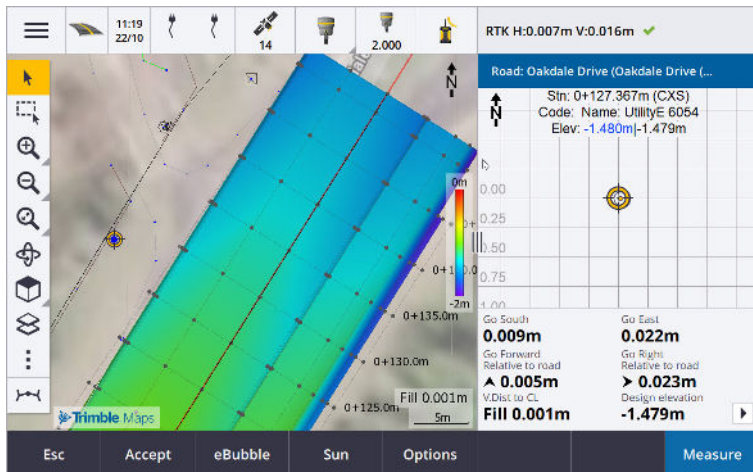 11:19
22/10
14
2.000
RTK H:0.007m V:0.016m
Road: Oakdale Drive (Oakdale Drive (...
Stn: 0+127.367m (CXS)
Code: Name: UtilityE 6054
Elev: -1.480m|-1.479m
N
N
0m
-2m
0.00
0.25
0.75
1.00
0+135.0m
0+130.0m
0+125.0m
Fill 0.001m
5m
Trimble Maps
Go South
0.009m
Go East
0.022m
Go Forward
Relative to road
0.005m
Go Right
Relative to road
0.023m
V.Dist to CL
Fill 0.001m
Design elevation
-1.479m
Esc
Accept
eBubble
Sun
Options
Measure